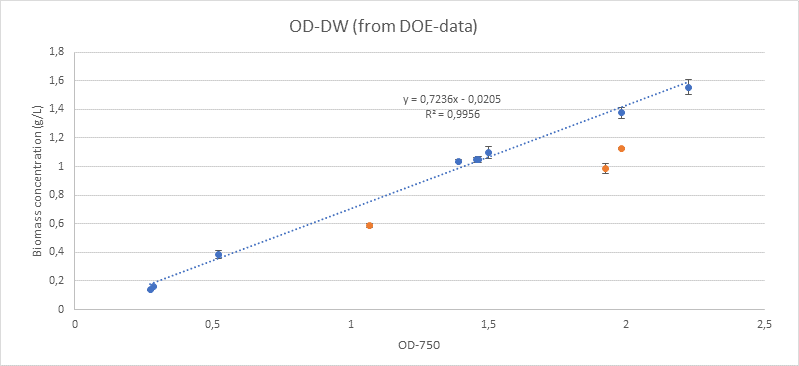 OD-DW (from DOE-data)
1,8
1,6
1,4
1,2
1
0,8
0,6
0,4
0,2
0
Biomass concentration (g/L)
y = 0,7236x - 0,0205
R² = 0,9956
0 0,5 1 1,5 2 2,5
OD-750